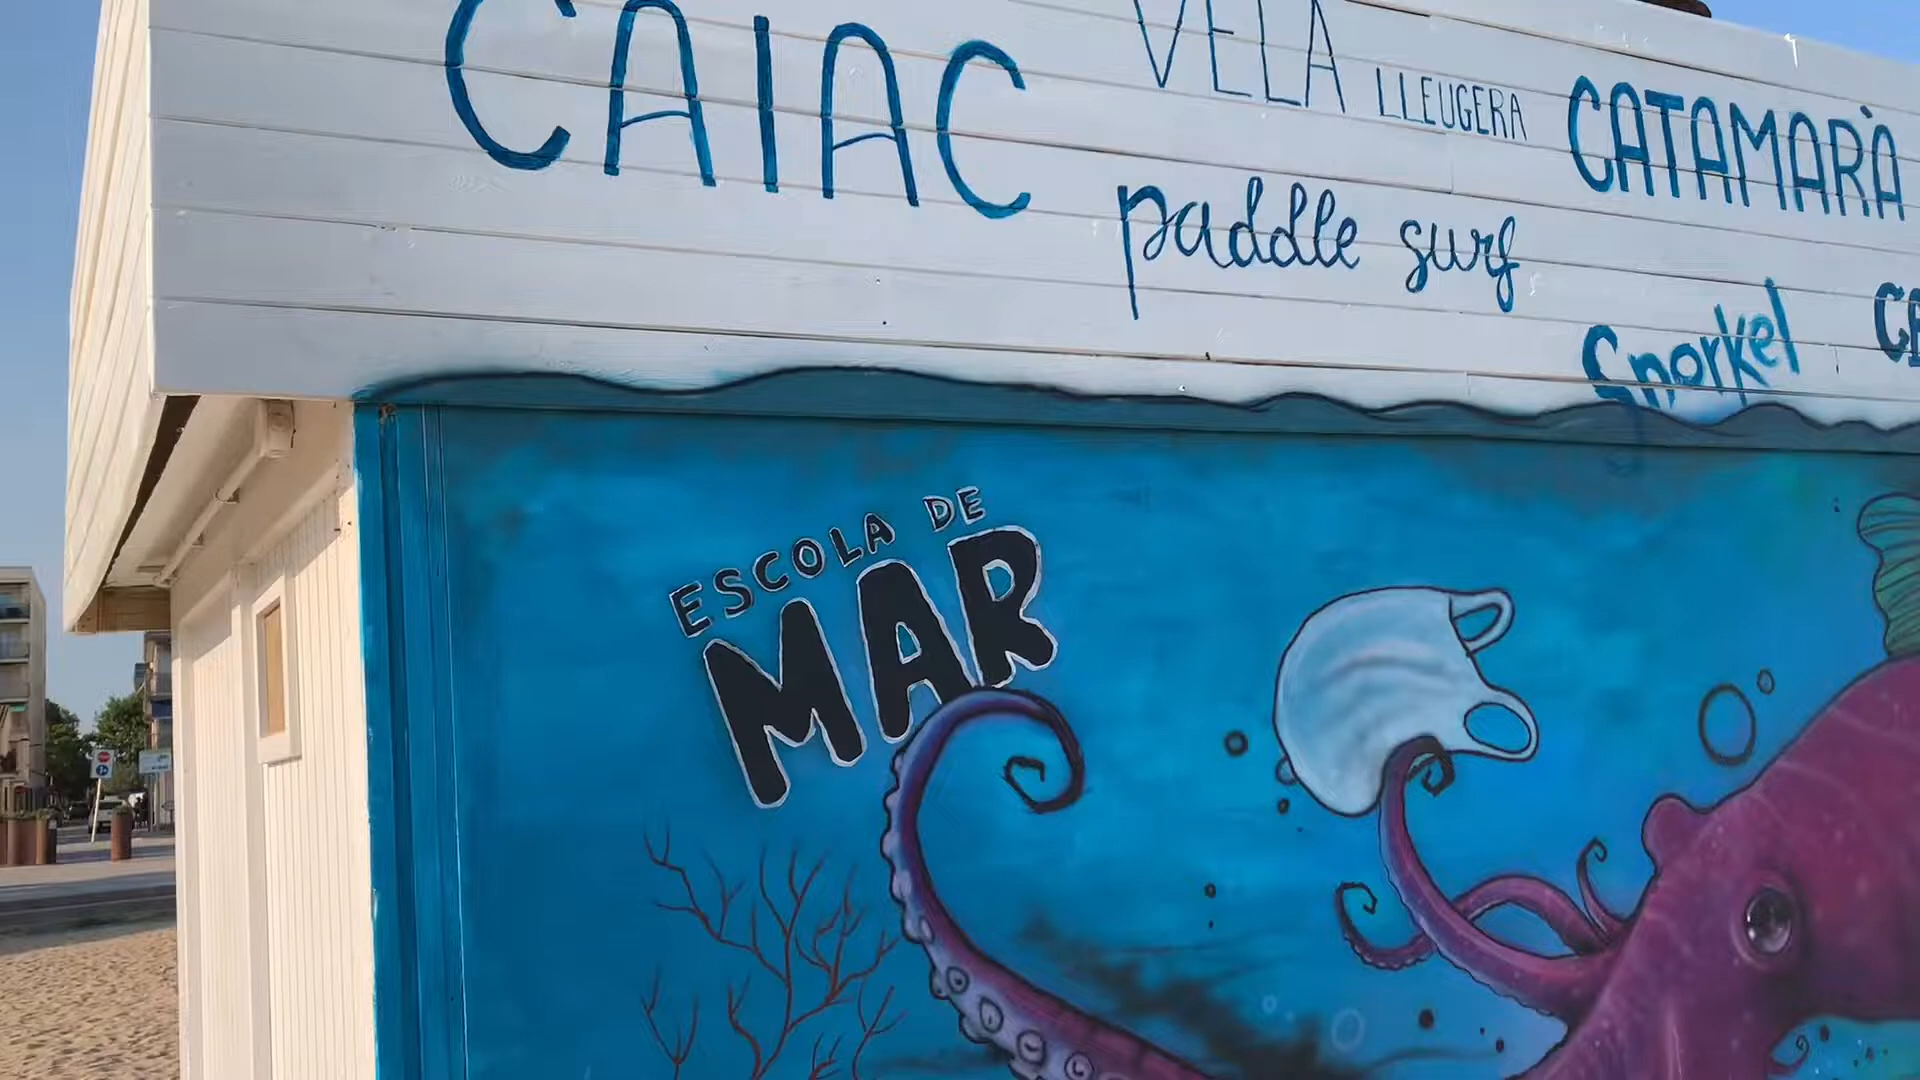 CAIAC
VELA LLEUGERA
CATAMARÀ
paddle surf
Snorkel
ESCOLA DE
MAR